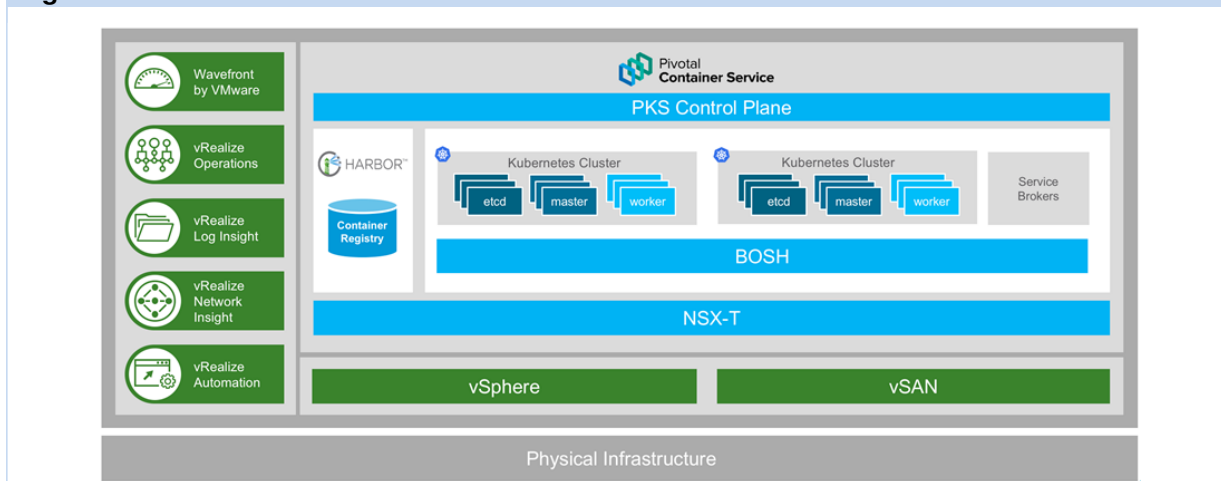 Wavefront
by VMware
vRealize
Operations
vRealize
Log Insight
vRealize
Network
Insight
vRealize
Automation
Pivotal
Container Service
PKS Control Plane
HARBOR™
Container
Registry
Kubernetes Cluster
etcd
master
worker
Kubernetes Cluster
etcd
master
worker
Service
Brokers
BOSH
NSX-T
vSphere
vSAN
Physical Infrastructure